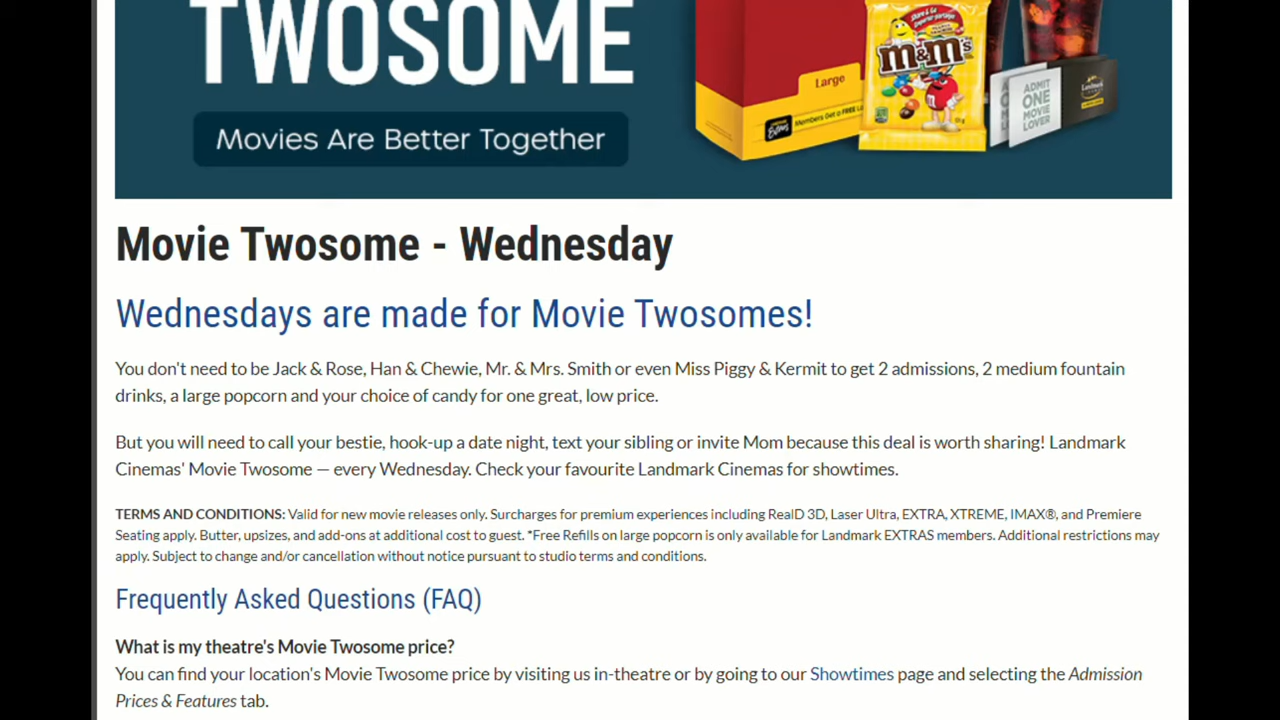 TWOSOME
Movies Are Better Together
Large
Members Get a FREE
Share & Go
m&m's
ADMIT
ONE
MOVIE
LOVER
Landmark
Movie Twosome - Wednesday
Wednesdays are made for Movie Twosomes!
You don't need to be Jack & Rose, Han & Chewie, Mr. & Mrs. Smith or even Miss Piggy & Kermit to get 2 admissions, 2 medium fountain
drinks, a large popcorn and your choice of candy for one great, low price.
But you will need to call your bestie, hook-up a date night, text your sibling or invite Mom because this deal is worth sharing! Landmark
Cinemas' Movie Twosome — every Wednesday. Check your favourite Landmark Cinemas for showtimes.
TERMS AND CONDITIONS: Valid for new movie releases only. Surcharges for premium experiences including RealD 3D, Laser Ultra, EXTRA, XTREME, IMAX®, and Premiere
Seating apply. Butter, upsizes, and add-ons at additional cost to guest. *Free Refills on large popcorn is only available for Landmark EXTRAS members. Additional restrictions may
apply. Subject to change and/or cancellation without notice pursuant to studio terms and conditions.
Frequently Asked Questions (FAQ)
What is my theatre's Movie Twosome price?
You can find your location's Movie Twosome price by visiting us in-theatre or by going to our Showtimes page and selecting the Admission
Prices & Features tab.